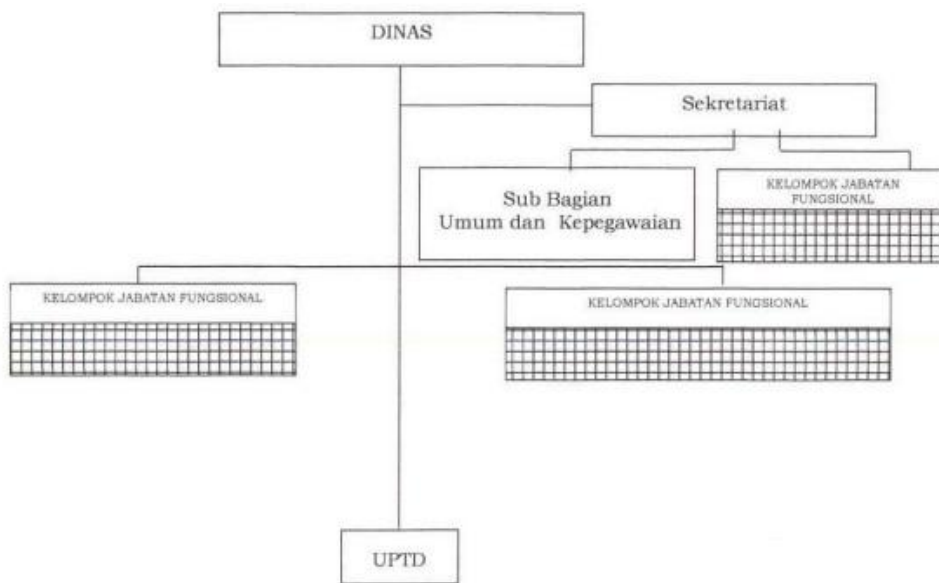 DINAS
Sekretariat
Sub Bagian
Umum dan Kepegawaian
KELOMPOK JABATAN
FUNGSIONAL
KELOMPOK JABATAN FUNGSIONAL
KELOMPOK JABATAN FUNGSIONAL
UPTD